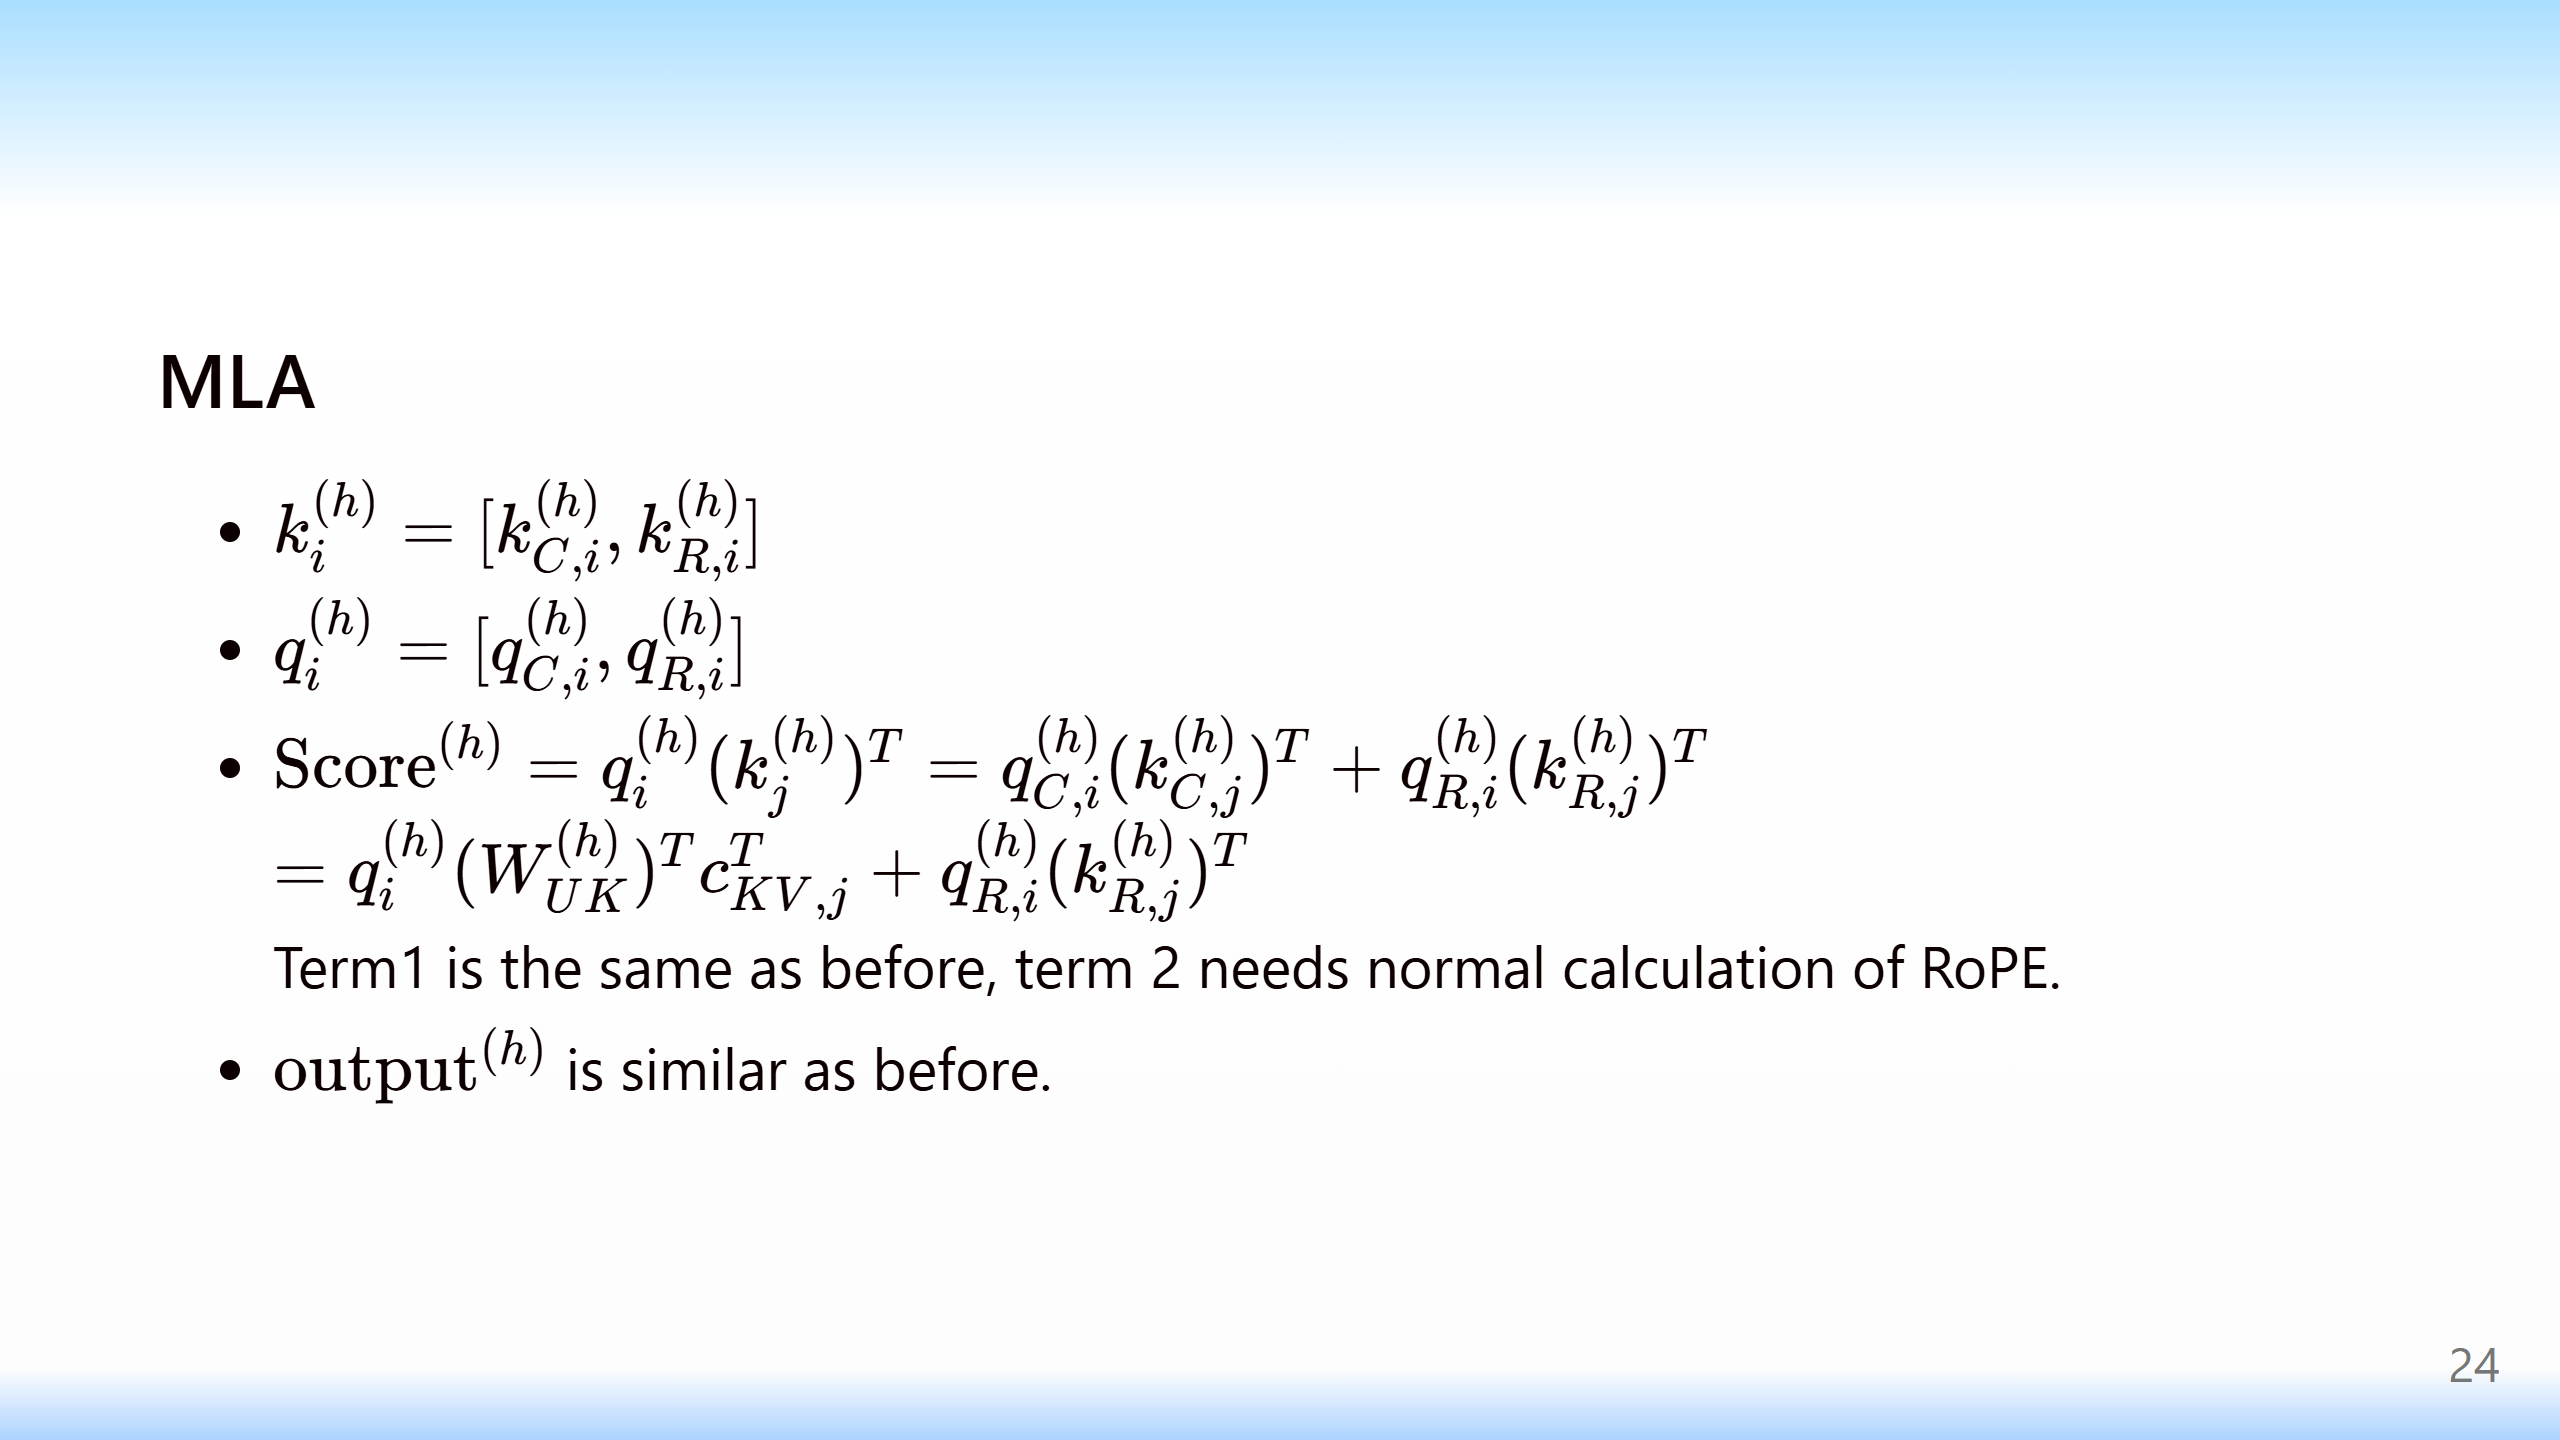 MLA
• $k_i^{(h)} = [k_{C,i}^{(h)}, k_{R,i}^{(h)}]$
• $q_i^{(h)} = [q_{C,i}^{(h)}, q_{R,i}^{(h)}]$
• $\text{Score}^{(h)} = q_i^{(h)}(k_j^{(h)})^T = q_{C,i}^{(h)}(k_{C,j}^{(h)})^T + q_{R,i}^{(h)}(k_{R,j}^{(h)})^T$
$= q_i^{(h)}(W_{UK}^{(h)})^T c_{KV,j}^T + q_{R,i}^{(h)}(k_{R,j}^{(h)})^T$
Term1 is the same as before, term 2 needs normal calculation of RoPE.
• $\text{output}^{(h)}$ is similar as before.
24